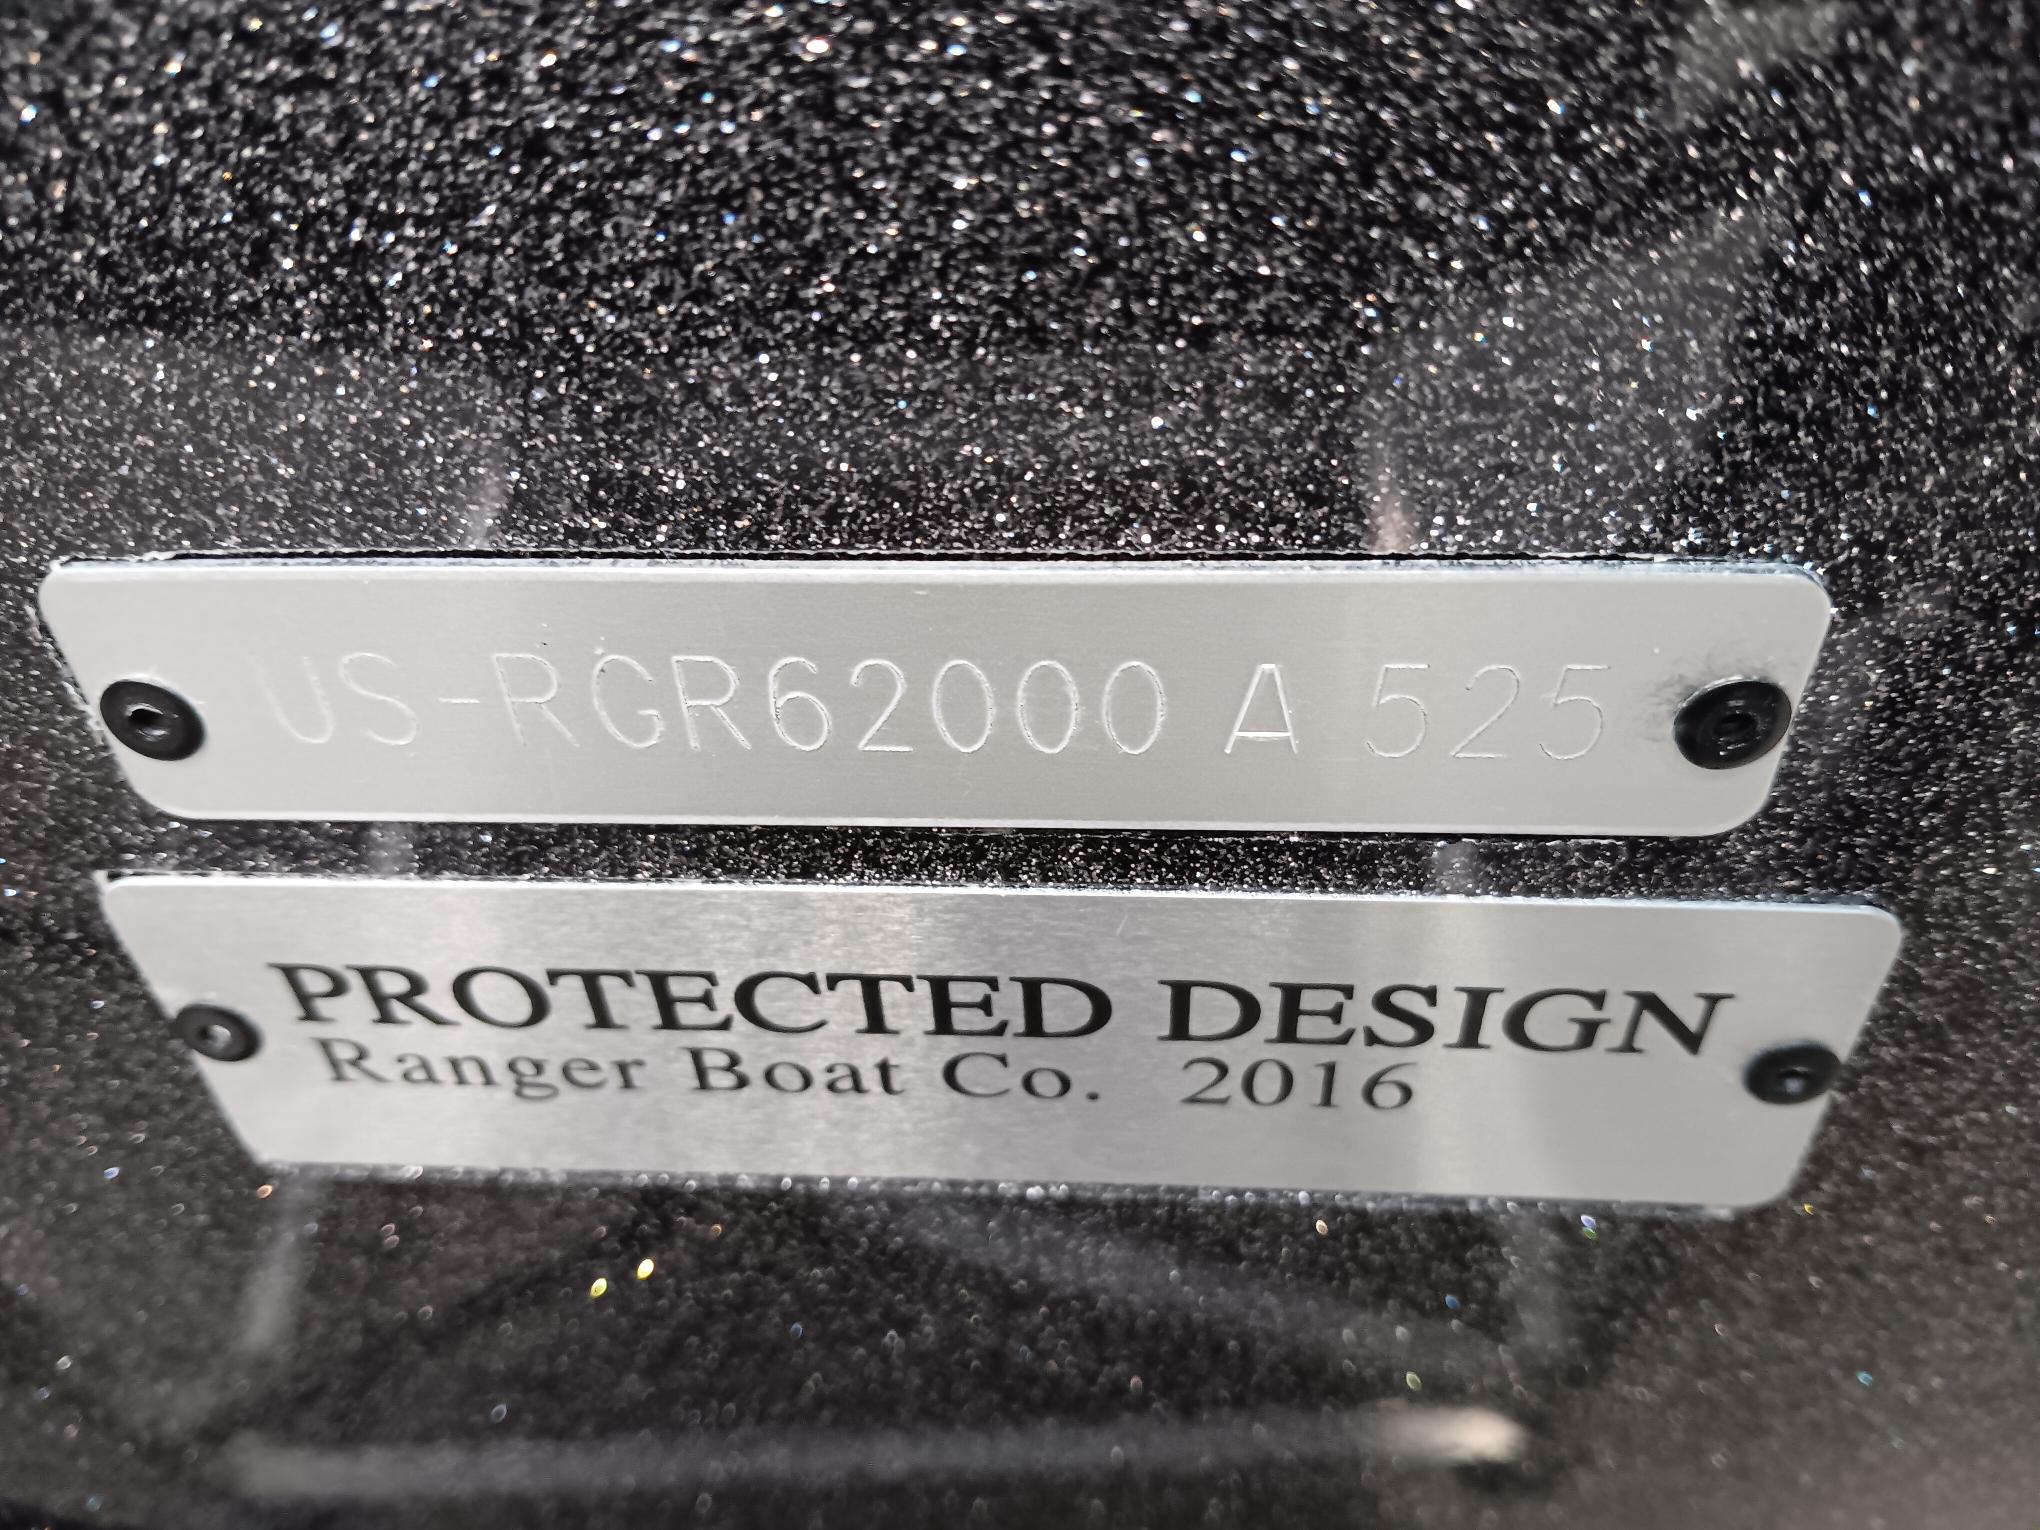 US-RGR62000 A 525
PROTECTED DESIGN
Ranger Boat Co. 2016